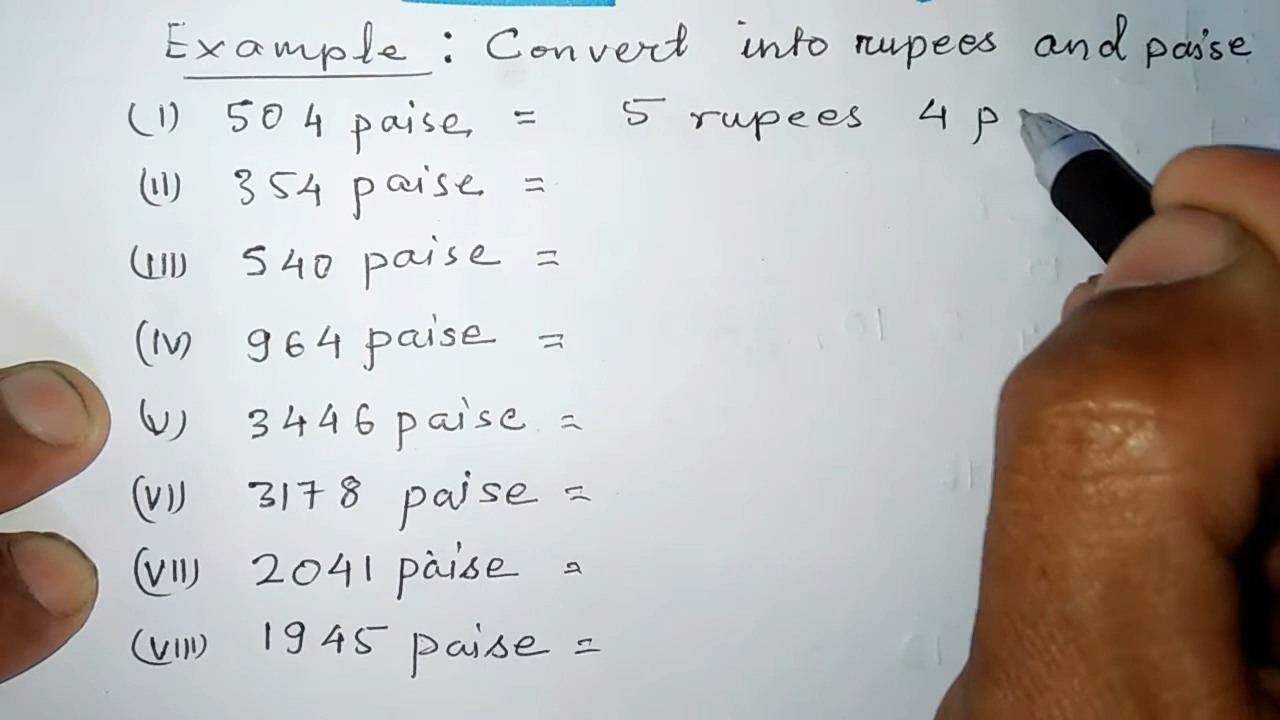 Example : Convert into rupees and paise
(I) 504 paise = 5 rupees 4 p
(II) 354 paise =
(III) 540 paise =
(IV) 964 paise =
(V) 3446 paise =
(VI) 3178 paise =
(VII) 2041 paise =
(VIII) 1945 paise =